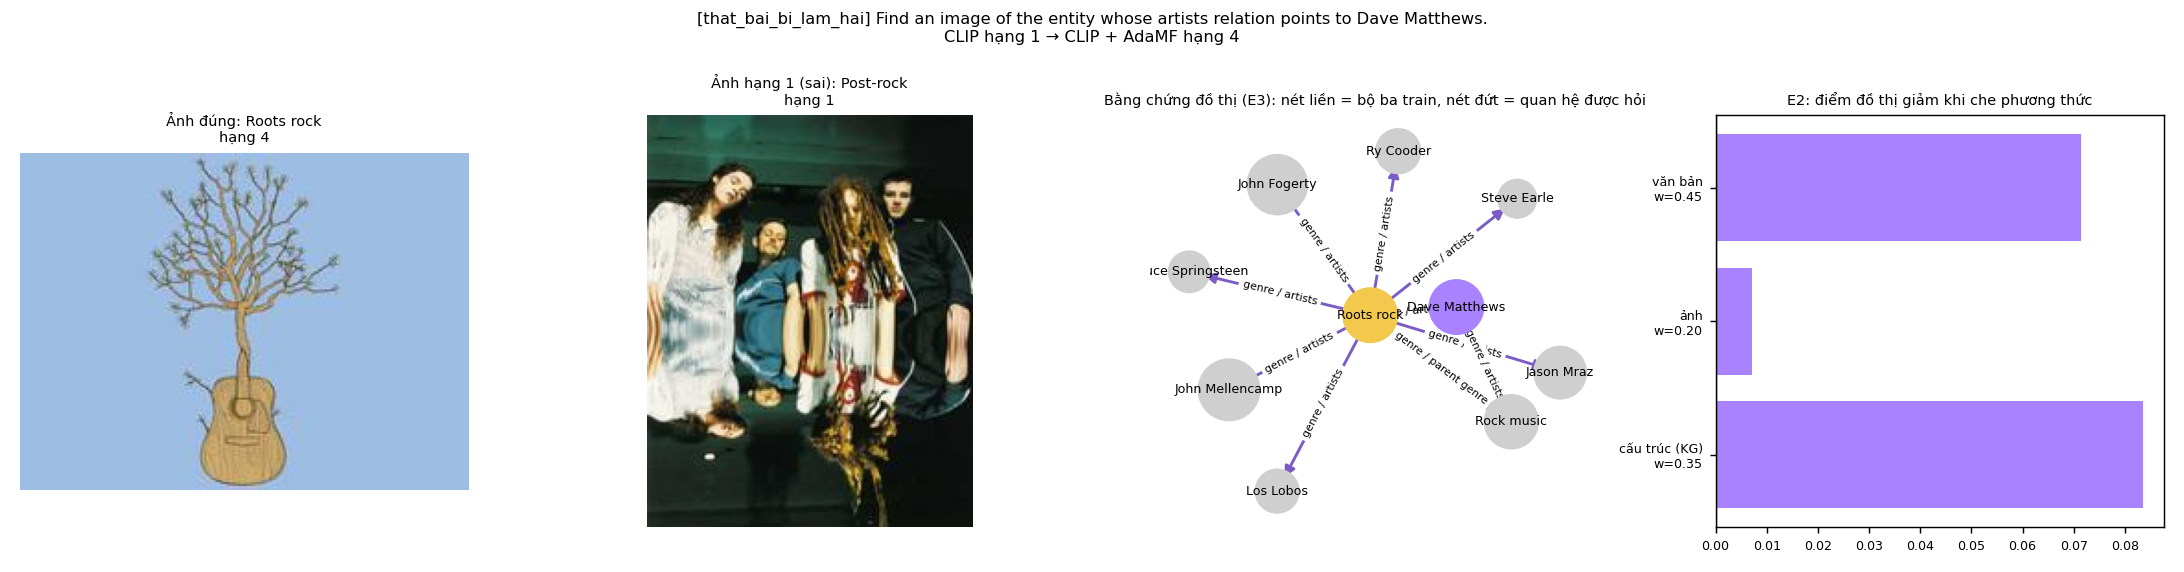 [that_bai_bi_lam_hai] Find an image of the entity whose artists relation points to Dave Matthews.
CLIP hạng 1 → CLIP + AdaMF hạng 4
Ảnh đúng: Roots rock
hạng 4
Ảnh hạng 1 (sai): Post-rock
hạng 1
Bằng chứng đồ thị (E3): nét liền = bộ ba train, nét đứt = quan hệ được hỏi
Ry Cooder
John Fogerty
Steve Earle
genre / artists
genre / artists
genre / artists
uce Springsteen
genre / artists
Dave Matthews
Roots rock
genre / artists
genre / parent genre
genre / artists
Jason Mraz
John Mellencamp
genre / artists
Rock music
Los Lobos
E2: điểm đồ thị giảm khi che phương thức
văn bản
w=0.45
ảnh
w=0.20
cấu trúc (KG)
w=0.35
0.00 0.01 0.02 0.03 0.04 0.05 0.06 0.07 0.08